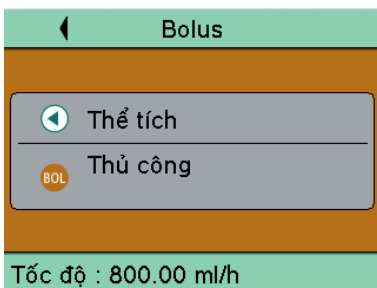 Bolus
Thể tích
BOL Thủ công
Tốc độ : 800.00 ml/h